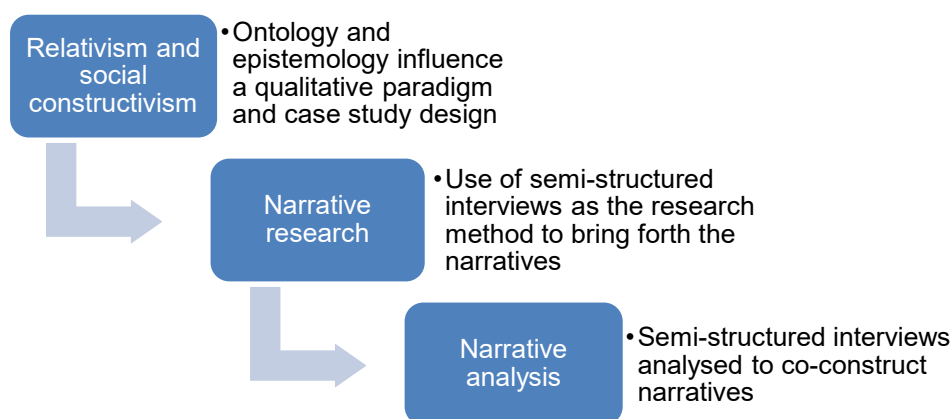 Relativism and
social
constructivism
•Ontology and
epistemology influence
a qualitative paradigm
and case study design
Narrative
research
•Use of semi-structured
interviews as the research
method to bring forth the
narratives
Narrative
analysis
•Semi-structured interviews
analysed to co-construct
narratives